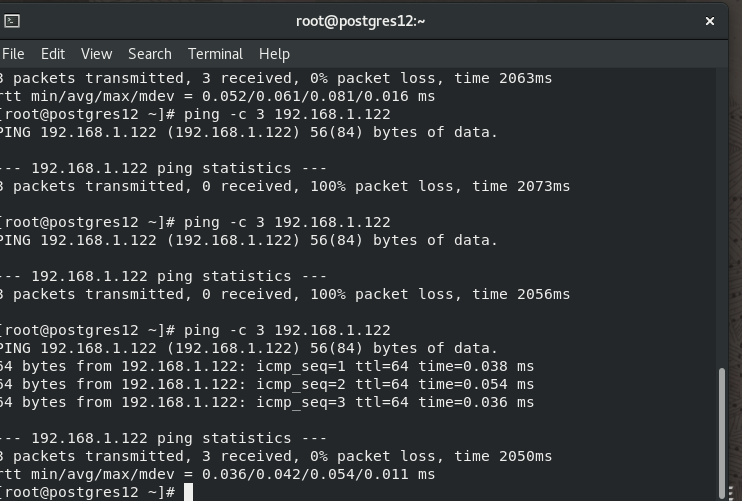 root@postgres12:~
File Edit View Search Terminal Help
3 packets transmitted, 3 received, 0% packet loss, time 2063ms
rtt min/avg/max/mdev = 0.052/0.061/0.081/0.016 ms
[root@postgres12 ~]# ping -c 3 192.168.1.122
PING 192.168.1.122 (192.168.1.122) 56(84) bytes of data.
--- 192.168.1.122 ping statistics ---
3 packets transmitted, 0 received, 100% packet loss, time 2073ms
[root@postgres12 ~]# ping -c 3 192.168.1.122
PING 192.168.1.122 (192.168.1.122) 56(84) bytes of data.
--- 192.168.1.122 ping statistics ---
3 packets transmitted, 0 received, 100% packet loss, time 2056ms
[root@postgres12 ~]# ping -c 3 192.168.1.122
PING 192.168.1.122 (192.168.1.122) 56(84) bytes of data.
64 bytes from 192.168.1.122: icmp_seq=1 ttl=64 time=0.038 ms
64 bytes from 192.168.1.122: icmp_seq=2 ttl=64 time=0.054 ms
64 bytes from 192.168.1.122: icmp_seq=3 ttl=64 time=0.036 ms
--- 192.168.1.122 ping statistics ---
3 packets transmitted, 3 received, 0% packet loss, time 2050ms
rtt min/avg/max/mdev = 0.036/0.042/0.054/0.011 ms
[root@postgres12 ~]#